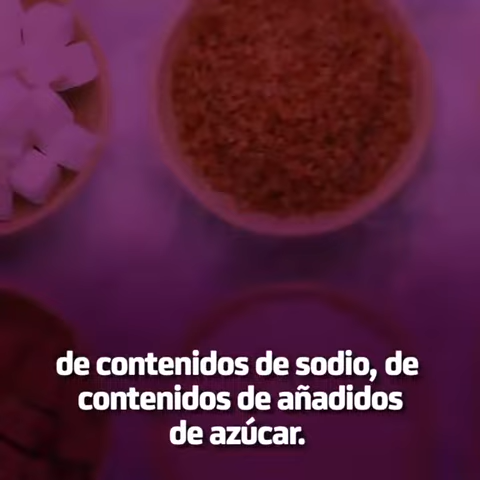 de contenidos de sodio, de
contenidos de añadidos
de azúcar.